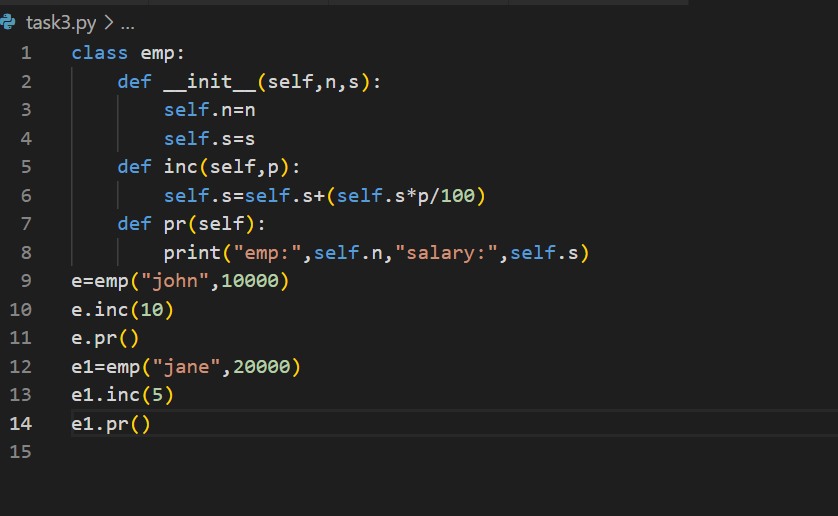 task3.py > ...
1 class emp:
2     def __init__(self,n,s):
3         self.n=n
4         self.s=s
5     def inc(self,p):
6         self.s=self.s+(self.s*p/100)
7     def pr(self):
8         print("emp:",self.n,"salary:",self.s)
9 e=emp("john",10000)
10 e.inc(10)
11 e.pr()
12 e1=emp("jane",20000)
13 e1.inc(5)
14 e1.pr()
15